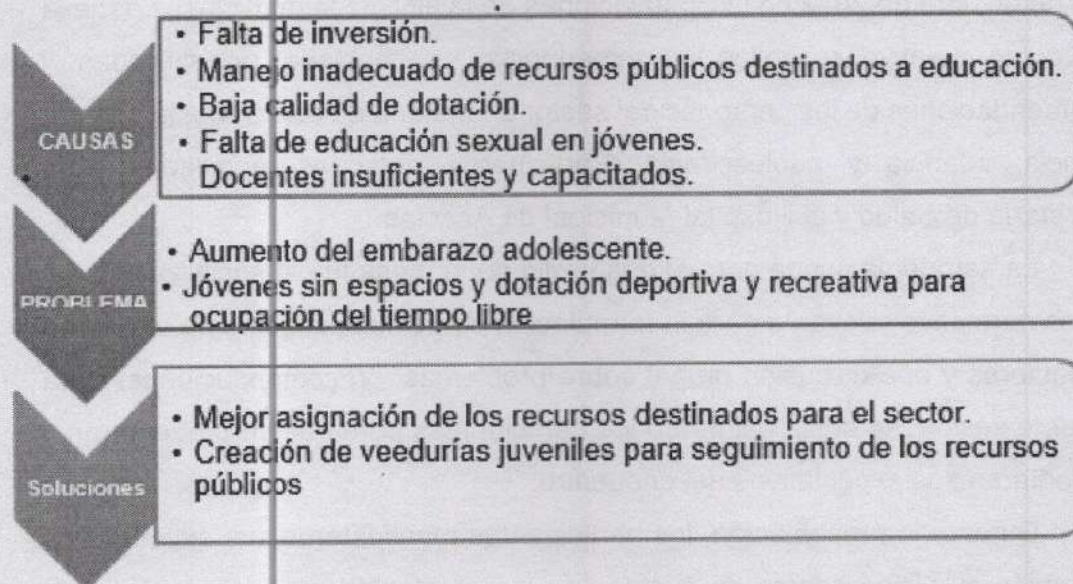 CAUSAS
• Falta de inversión.
• Manejo inadecuado de recursos públicos destinados a educación.
• Baja calidad de dotación.
• Falta de educación sexual en jóvenes.
Docentes insuficientes y capacitados.
PROBLEMA
• Aumento del embarazo adolescente.
• Jóvenes sin espacios y dotación deportiva y recreativa para
ocupación del tiempo libre
Soluciones
• Mejor asignación de los recursos destinados para el sector.
• Creación de veedurías juveniles para seguimiento de los recursos
públicos